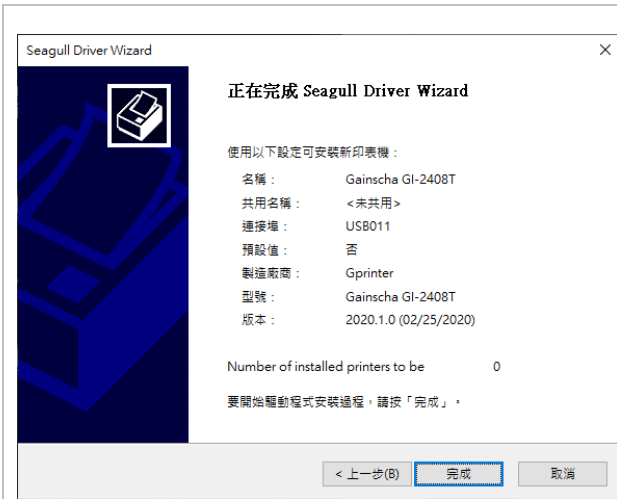 Seagull Driver Wizard
正在完成 Seagull Driver Wizard
使用以下設定可安裝新印表機：
名稱： Gainscha GI-2408T
共用名稱： <未共用>
連接埠： USB011
預設值： 否
製造廠商： Gprinter
型號： Gainscha GI-2408T
版本： 2020.1.0 (02/25/2020)
Number of installed printers to be 0
要開始驅動程式安裝過程，請按「完成」。
< 上一步(B) 完成 取消